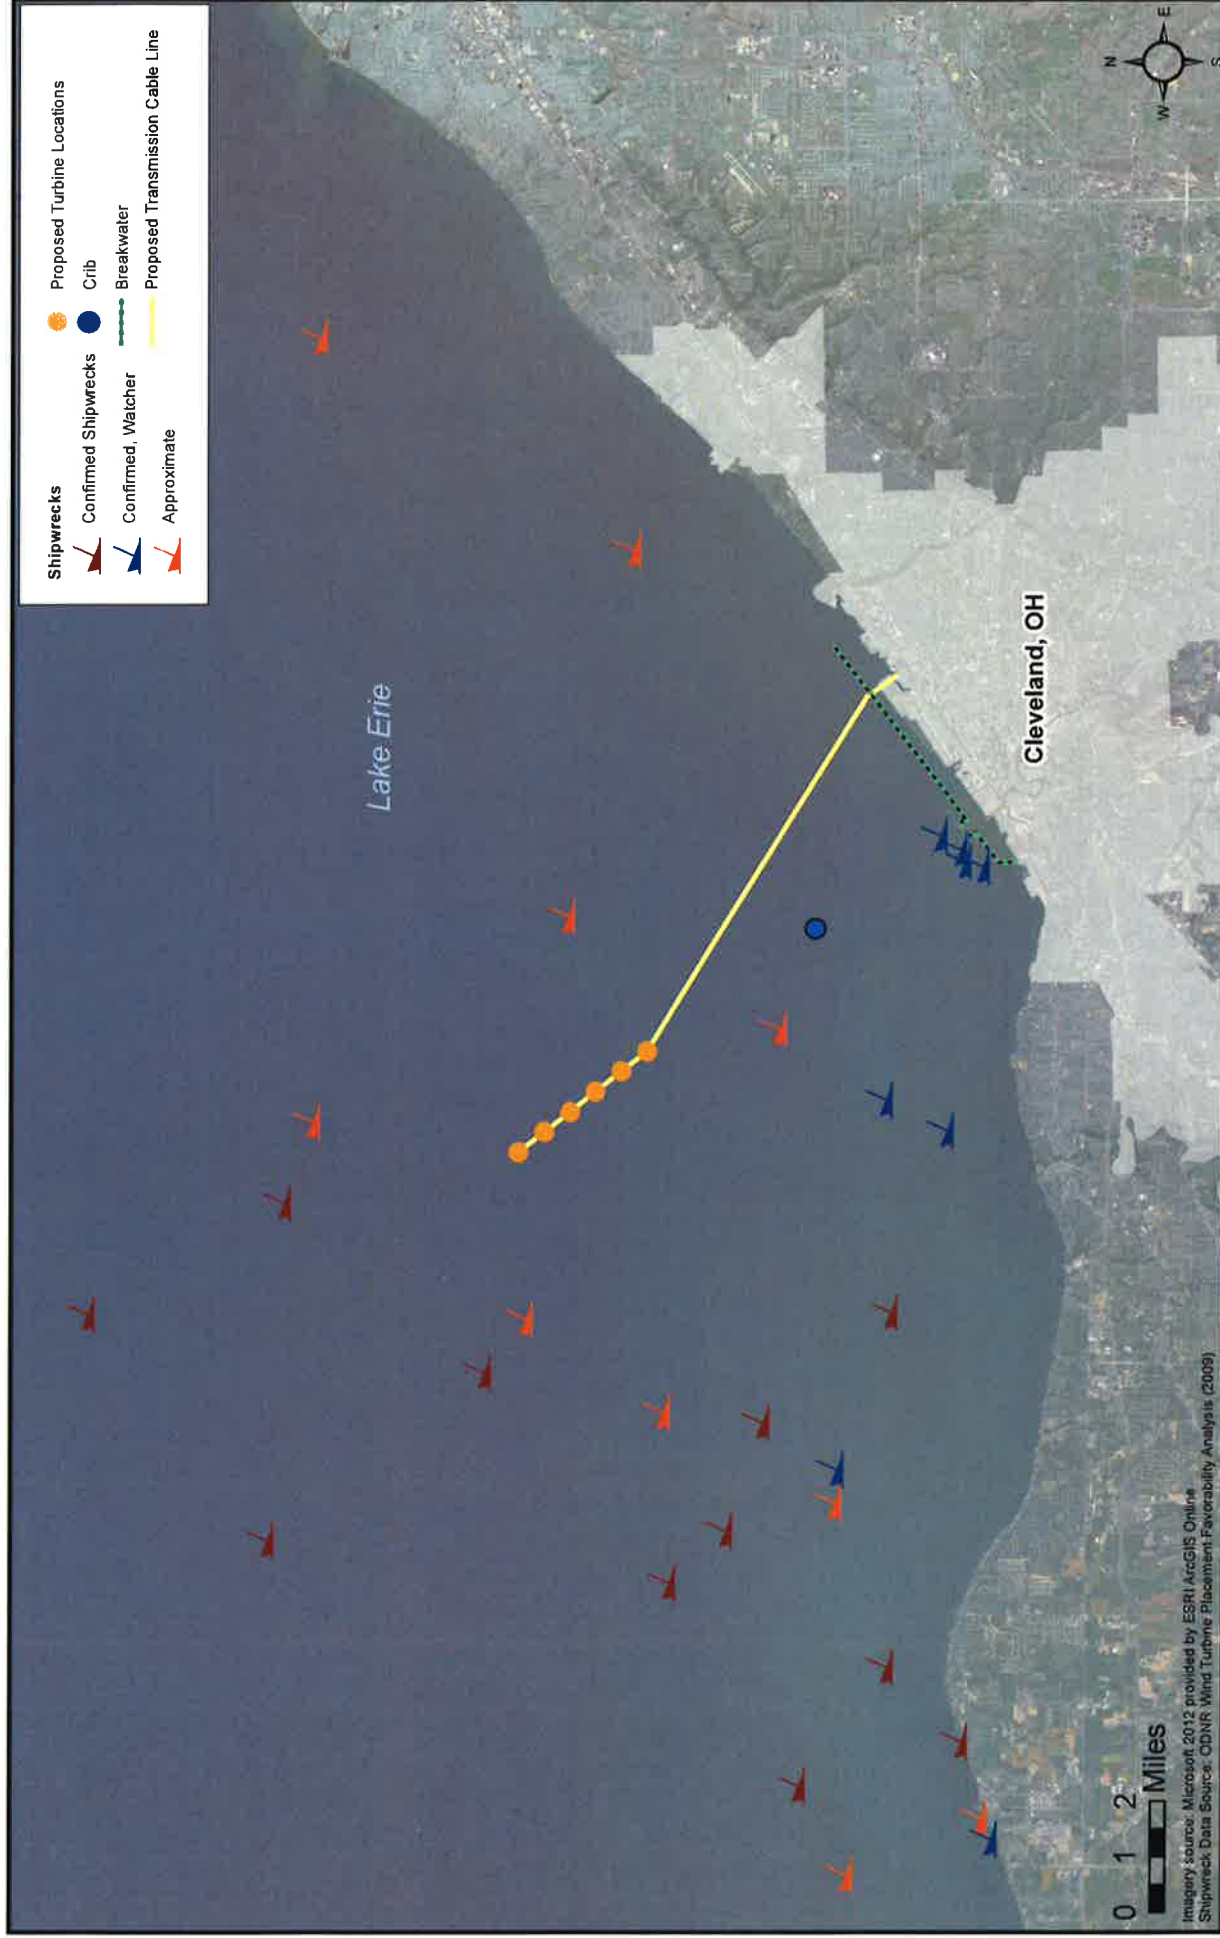 Shipwrecks
Confirmed Shipwrecks
Confirmed, Watcher
Approximate
Proposed Turbine Locations
Crib
Breakwater
Proposed Transmission Cable Line
Lake Erie
Cleveland, OH
N
W E
S
0 1 2
Miles
Imagery source: Microsoft 2012 provided by ESRI ArcGIS Online
Shipwreck Data Source: ODNR Wind Turbine Placement Favorability Analysis (2009)